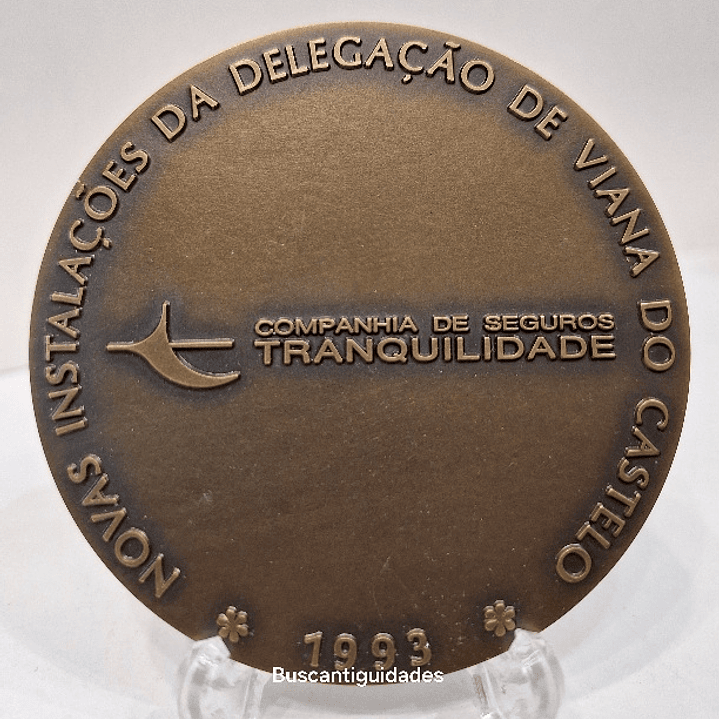 NOVAS INSTALAÇÕES DA DELEGAÇÃO DE VIANA DO CASTELO
COMPANHIA DE SEGUROS
TRANQUILIDADE
1993
Buscantiguidades